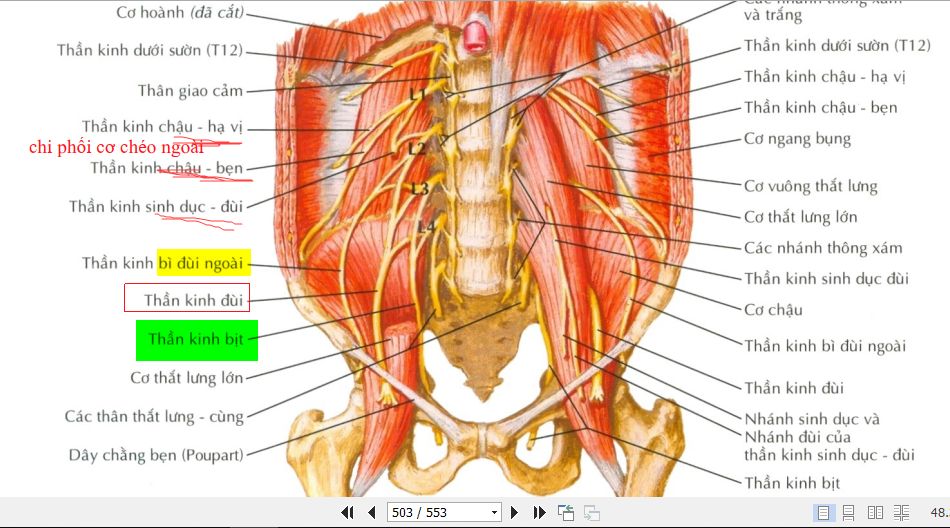 Cơ hoành (đã cắt)
Thần kinh dưới sườn (T12)
Thân giao cảm
Thần kinh chậu - hạ vị
chi phối cơ chéo ngoài
Thần kinh chậu - bẹn
Thần kinh sinh dục - đùi
Thần kinh bì đùi ngoài
Thần kinh đùi
Thần kinh bịt
Cơ thắt lưng lớn
Các thân thắt lưng - cùng
Dây chằng bẹn (Poupart)
L1
L2
L3
L4
Các nhánh thông xám
và trắng
Thần kinh dưới sườn (T12)
Thần kinh chậu - hạ vị
Thần kinh chậu - bẹn
Cơ ngang bụng
Cơ vuông thắt lưng
Cơ thắt lưng lớn
Các nhánh thông xám
Thần kinh sinh dục đùi
Cơ chậu
Thần kinh bì đùi ngoài
Thần kinh đùi
Nhánh sinh dục và
Nhánh đùi của
thần kinh sinh dục - đùi
Thần kinh bịt
503 / 553
48.